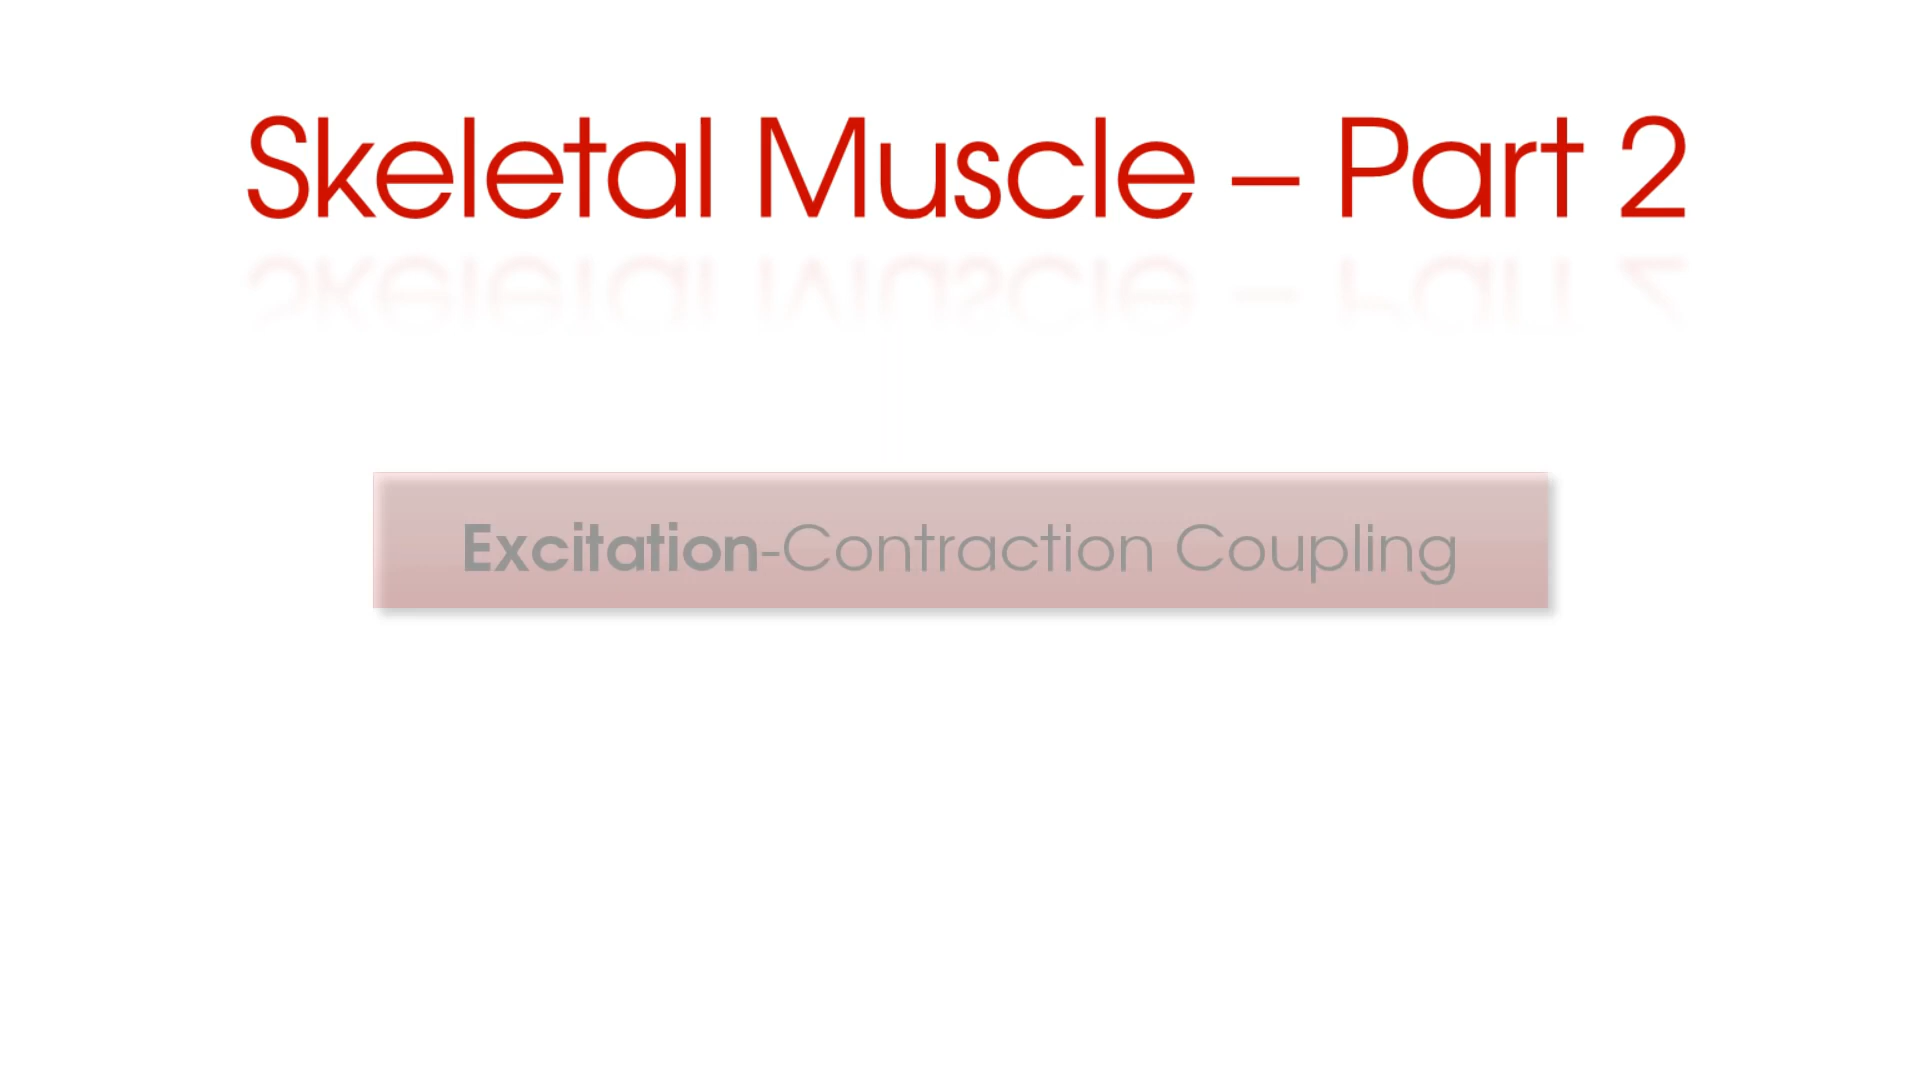 Skeletal Muscle – Part 2
Excitation-Contraction Coupling